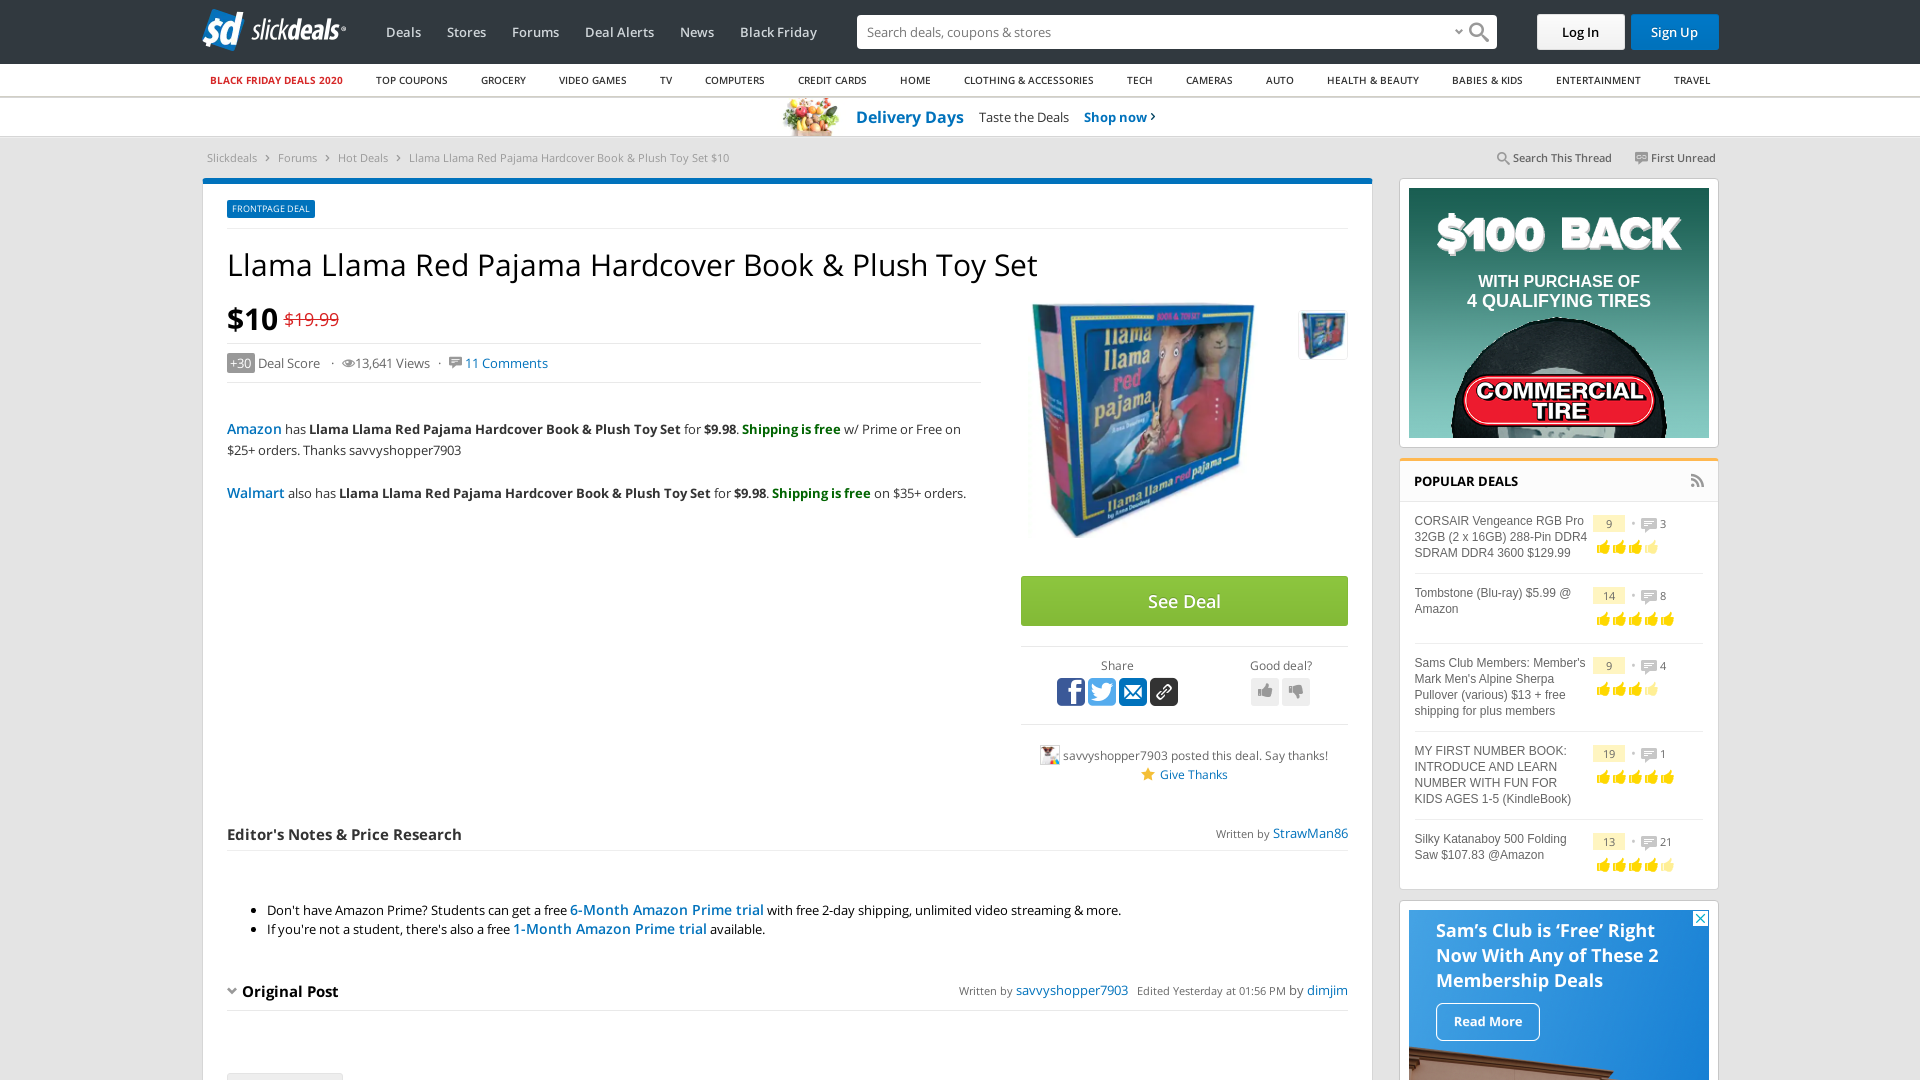 slickdeals
Deals
Stores
Forums
Deal Alerts
News
Black Friday
Search deals, coupons & shops
Log In
Sign Up
BLACK FRIDAY DEALS 2020
TOP COUPONS
GROCERY
VIDEO GAMES
TV
COMPUTERS
CREDIT CARDS
HOME
CLOTHING & ACCESSORIES
TECH
CAMERAS
AUTO
HEALTH & BEAUTY
BABIES & KIDS
ENTERTAINMENT
TRAVEL
Delivery Days Taste the Deals Shop now
Slickdeals > Forums > Hot Deals > Llama Llama Red Pajama Hardcover Book & Plush Toy Set $10
Search This Thread
First Unread
FRONTPAGE DEAL
Llama Llama Red Pajama Hardcover Book & Plush Toy Set
$10 $19.99
+30 Deal Score · 13,641 Views · 11 Comments
Amazon has Llama Llama Red Pajama Hardcover Book & Plush Toy Set for $9.98. Shipping is free w/ Prime or Free on
$25+ orders. Thanks savvyshopper7903
Walmart also has Llama Llama Red Pajama Hardcover Book & Plush Toy Set for $9.98. Shipping is free on $35+ orders.
BOOK & TOY SET
llama
llama
red
pajama
llama llama red pajama
by Anna Dewdney
See Deal
Share
Good deal?
savvyshopper7903 posted this deal. Say thanks!
Give Thanks
Editor's Notes & Price Research
Written by StrawMan86
• Don't have Amazon Prime? Students can get a free 6-Month Amazon Prime trial with free 2-day shipping, unlimited video streaming & more.
• If you're not a student, there's also a free 1-Month Amazon Prime trial available.
Original Post
Written by savvyshopper7903 Edited Yesterday at 01:56 PM by dimjim
$100 BACK
WITH PURCHASE OF
4 QUALIFYING TIRES
COMMERCIAL
TIRE
POPULAR DEALS
CORSAIR Vengeance RGB Pro
32GB (2 x 16GB) 288-Pin DDR4
SDRAM DDR4 3600 $129.99
9 • 3
Tombstone (Blu-ray) $5.99 @
Amazon
14 • 8
Sams Club Members: Member's
Mark Men's Alpine Sherpa
Pullover (various) $13 + free
shipping for plus members
9 • 4
MY FIRST NUMBER BOOK:
INTRODUCE AND LEARN
NUMBER WITH FUN FOR
KIDS AGES 1-5 (KindleBook)
19 • 1
Silky Katanaboy 500 Folding
Saw $107.83 @Amazon
13 • 21
Sam's Club is ‘Free’ Right
Now With Any of These 2
Membership Deals
Read More